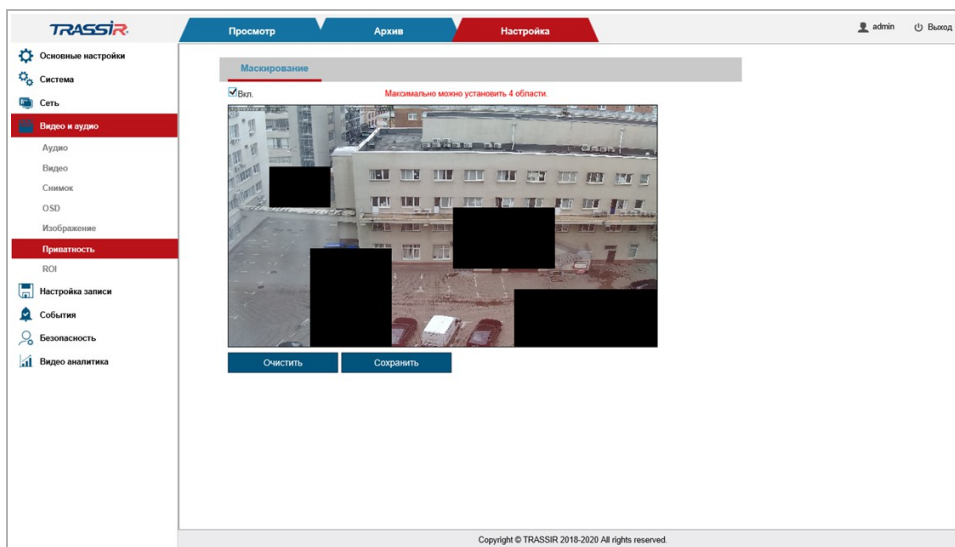 TRASSIR
Просмотр
Архив
Настройка
admin
Выход
Основные настройки
Система
Сеть
Видео и аудио
Аудио
Видео
Снимок
OSD
Изображение
Приватность
ROI
Настройка записи
События
Безопасность
Видео аналитика
Маскирование
Вкл.
Максимально можно установить 4 области.
Очистить
Сохранить
Copyright © TRASSIR 2018-2020 All rights reserved.